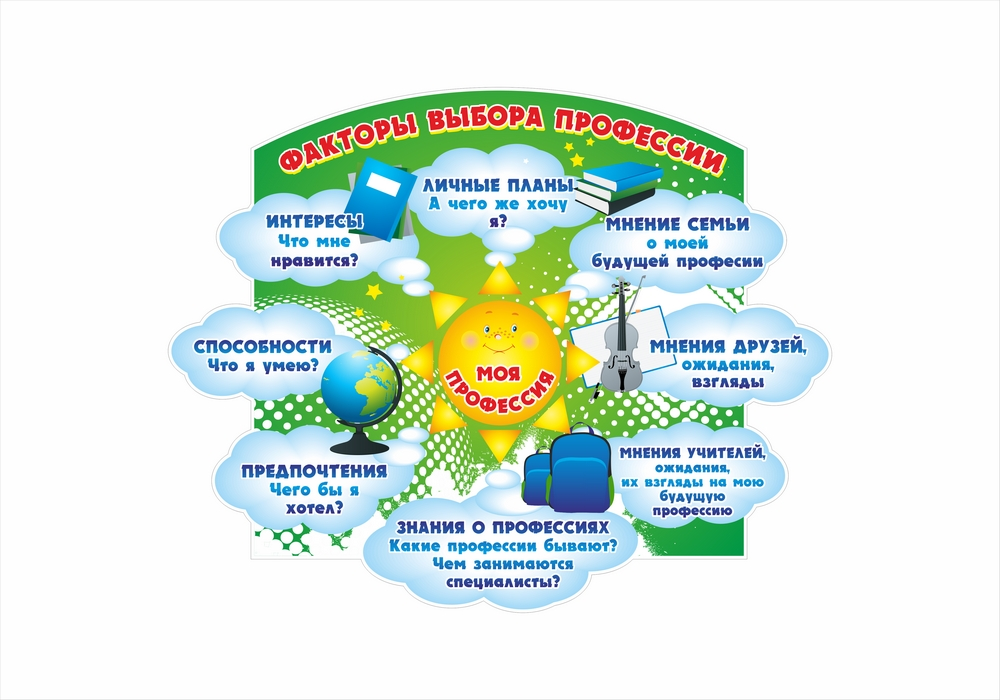 ФАКТОРЫ ВЫБОРА ПРОФЕССИИ
ЛИЧНЫЕ ПЛАНЫ
А чего же хочу
я?
ИНТЕРЕСЫ
Что мне
нравится?
МНЕНИЕ СЕМЬИ
о моей
будущей професии
СПОСОБНОСТИ
Что я умею?
МОЯ
ПРОФЕССИЯ
МНЕНИЯ ДРУЗЕЙ,
ожидания,
взгляды
ПРЕДПОЧТЕНИЯ
Чего бы я
хотел?
МНЕНИЯ УЧИТЕЛЕЙ,
ожидания,
их взгляды на мою
будущую
профессию
ЗНАНИЯ О ПРОФЕССИЯХ
Какие профессии бывают?
Чем занимаются
специалисты?